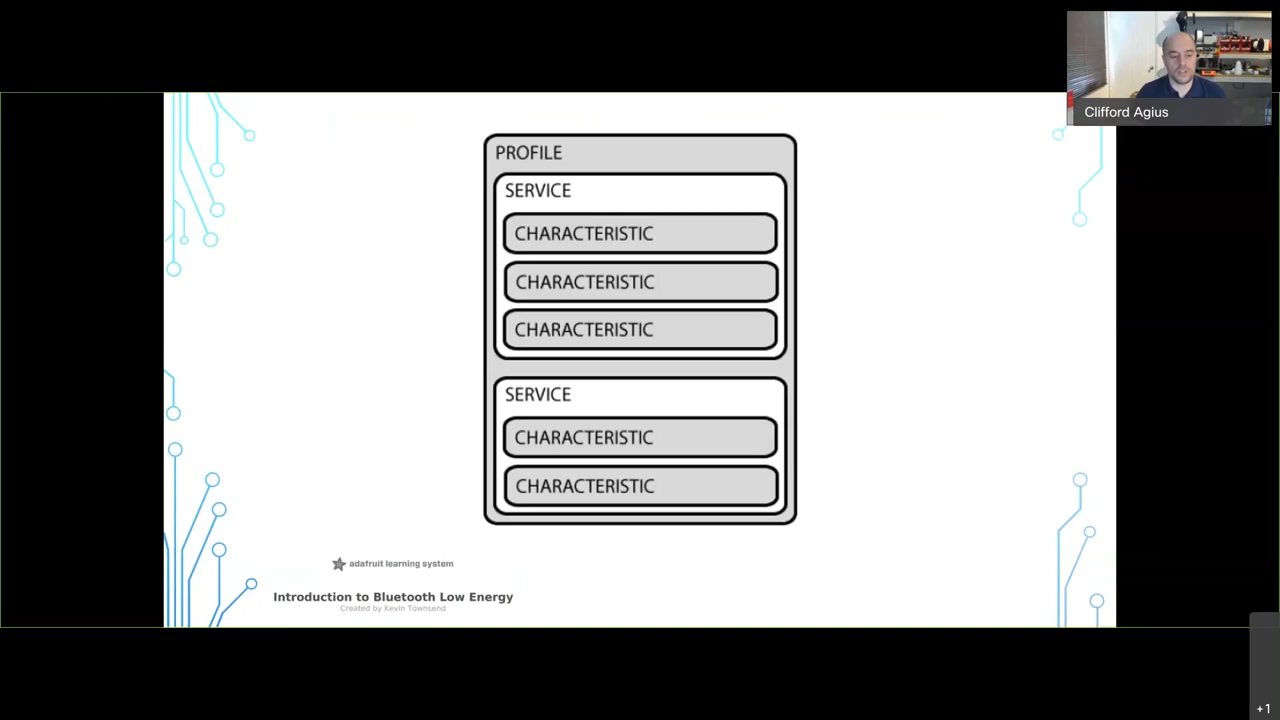 Clifford Agius
PROFILE
SERVICE
CHARACTERISTIC
CHARACTERISTIC
CHARACTERISTIC
SERVICE
CHARACTERISTIC
CHARACTERISTIC
adafruit learning system
Introduction to Bluetooth Low Energy
Created by Kevin Townsend
+1